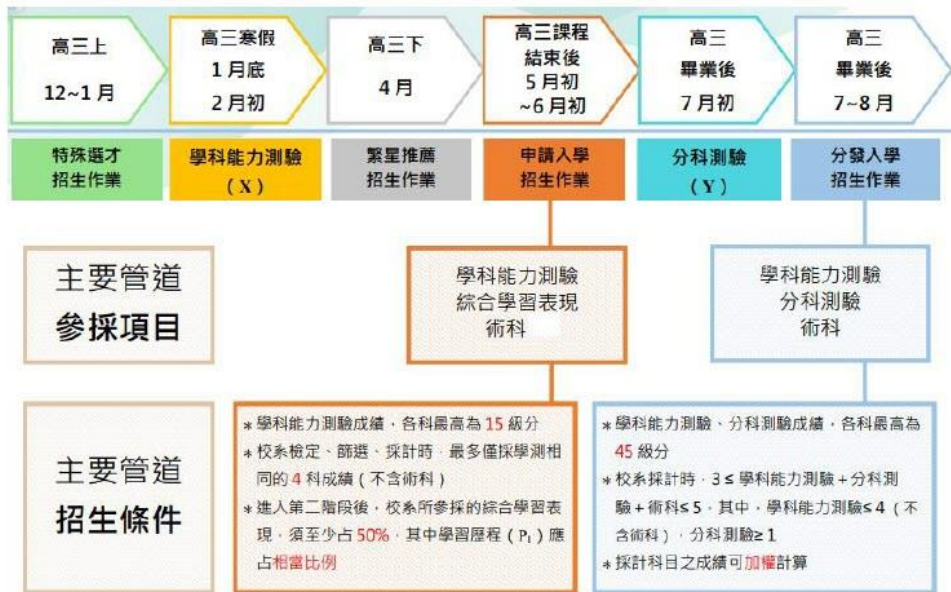 高三上
12~1 月
高三寒假
1 月底
2 月初
高三下
4 月
高三課程
結束後
5 月初
~6 月初
高三
畢業後
7 月初
高三
畢業後
7~8 月
特殊選才
招生作業
學科能力測驗
（X）
繁星推薦
招生作業
申請入學
招生作業
分科測驗
（Y）
分發入學
招生作業
主要管道
參採項目
學科能力測驗
綜合學習表現
術科
學科能力測驗
分科測驗
術科
主要管道
招生條件
＊學科能力測驗成績，各科最高為 15 級分
＊校系檢定、篩選、採計時，最多僅採學測相
同的 4 科成績（不含術科）
＊進入第二階段後，校系所參採的綜合學習表
現，須至少占 50%，其中學習歷程（P₁）應
占相當比例
＊學科能力測驗、分科測驗成績，各科最高為
45 級分
＊校系採計時，3 ≤ 學科能力測驗＋分科測
驗＋術科≤ 5，其中，學科能力測驗≤ 4（不
含術科），分科測驗≥ 1
＊採計科目之成績可加權計算